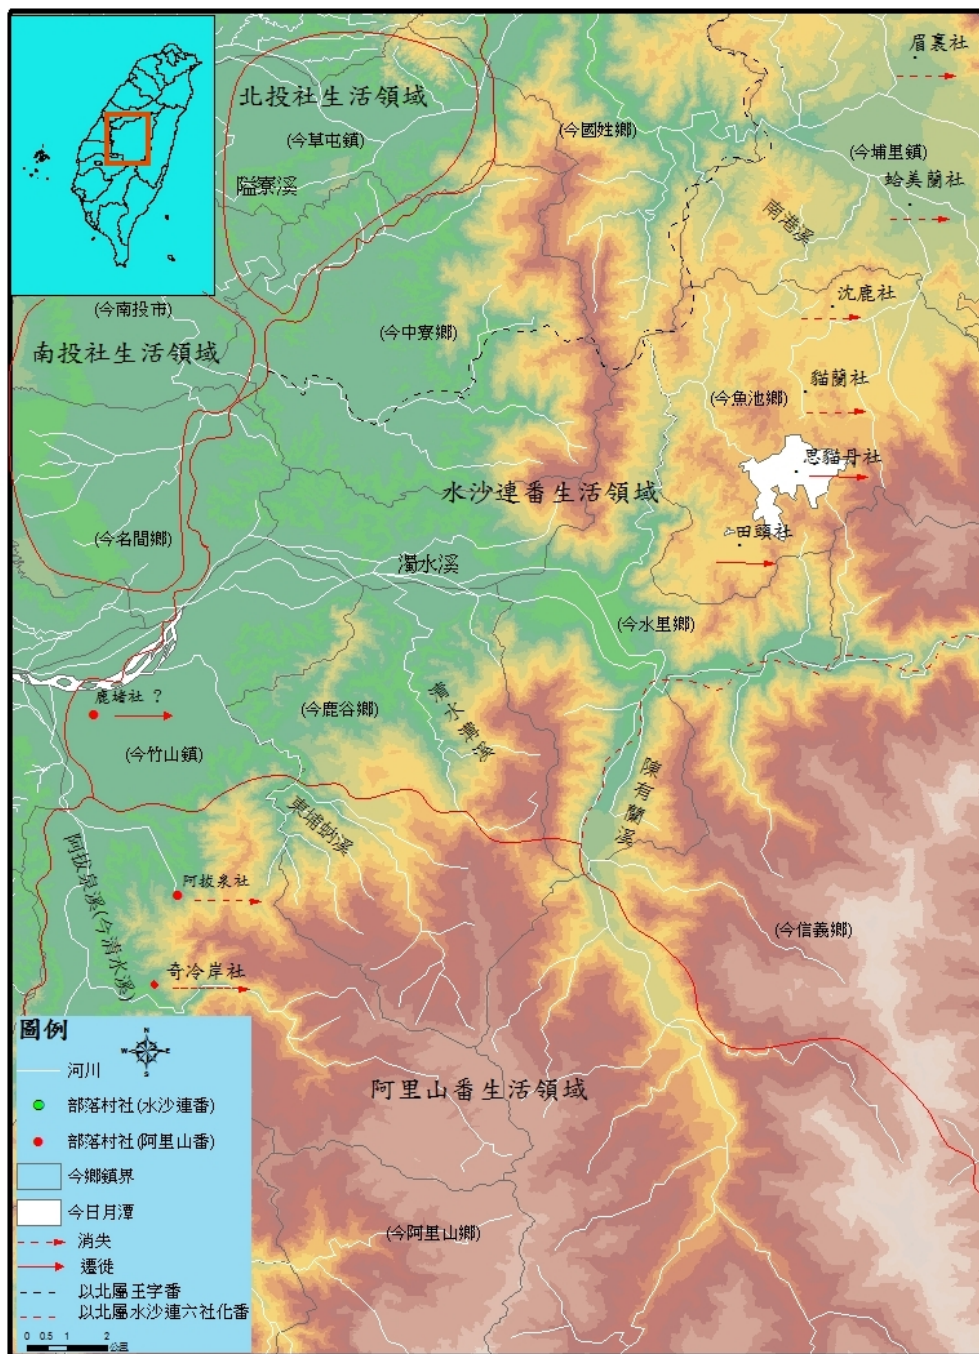 北投社生活領域
(今草屯鎮)
隘寮溪
(今國姓鄉)
眉裏社
(今埔里鎮)
蛤美蘭社
南港溪
沈鹿社
(今南投市)
南投社生活領域
(今中寮鄉)
(今魚池鄉)
貓蘭社
思貓丹社
水沙連番生活領域
田頭社
(今名間鄉)
濁水溪
(今水里鄉)
鹿堵社 ?
(今竹山鎮)
(今鹿谷鄉)
清水溝溪
陳有蘭溪
東埔蚋溪
阿拔泉溪(今清水溪)
阿拔泉社
(今信義鄉)
奇冷岸社
阿里山番生活領域
(今阿里山鄉)
圖例
N
W E
S
河川
部落村社(水沙連番)
部落村社(阿里山番)
今鄉鎮界
今日月潭
消失
遷徙
以北屬王字番
以北屬水沙連六社化番
0 0.5 1 2
公里